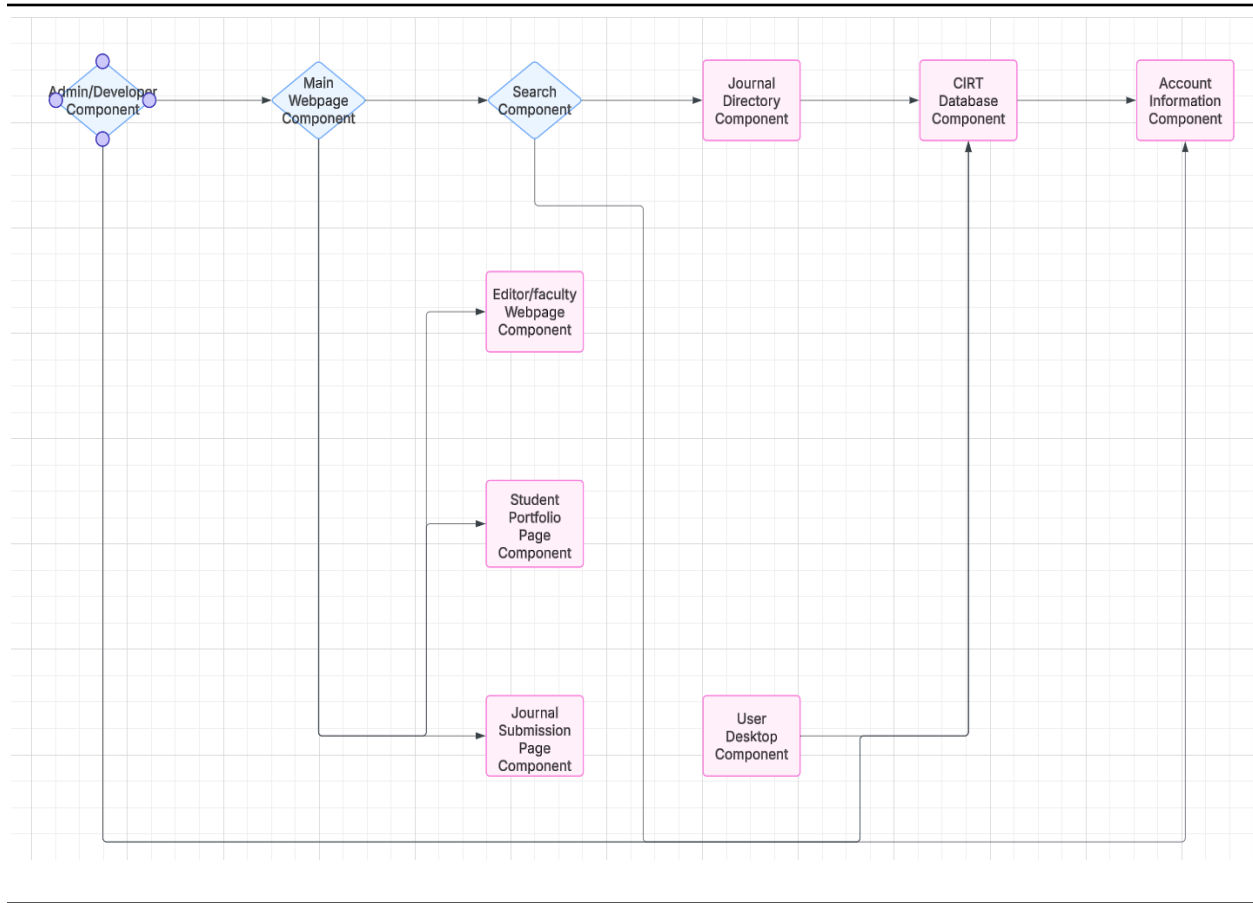 Admin/Developer
Component
Main
Webpage
Component
Search
Component
Journal
Directory
Component
CIRT
Database
Component
Account
Information
Component
Editor/faculty
Webpage
Component
Student
Portfolio
Page
Component
Journal
Submission
Page
Component
User
Desktop
Component